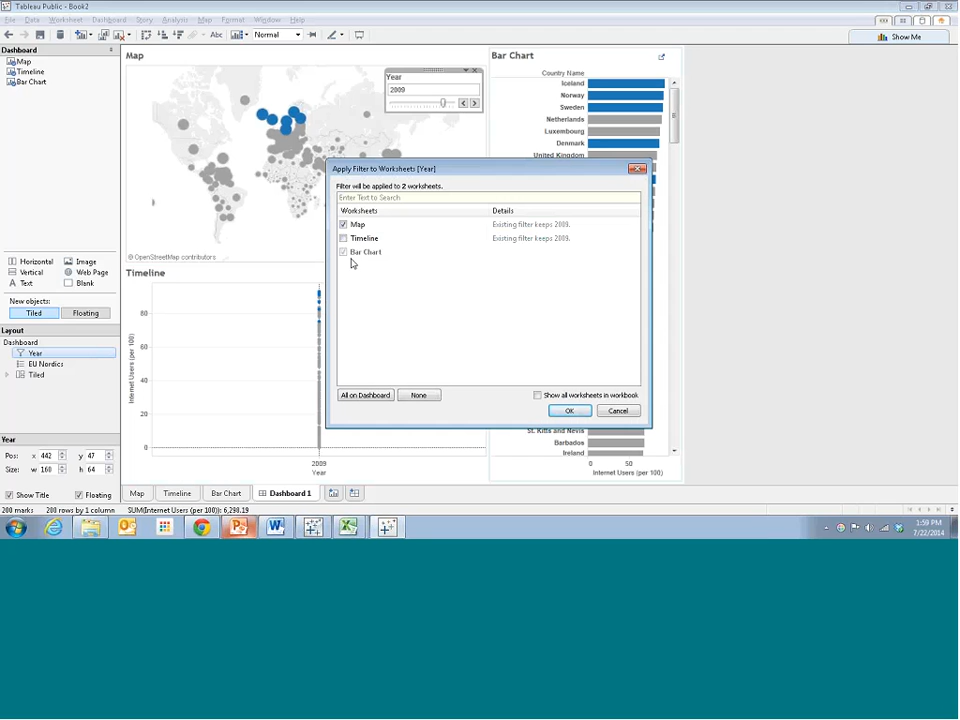 Tableau Public - Book2
File Data Worksheet Dashboard Story Analysis Map Format Window Help
Abc Normal
Show Me
Dashboard
Map
Timeline
Bar Chart
Horizontal Image
Vertical Web Page
A Text Blank
New objects:
Tiled Floating
Layout
Dashboard
Year
EU Nordics
Tiled
Year
Pos: x 442 y 47
Size: w 160 h 64
Show Title Floating
Map
Year
2009
© OpenStreetMap contributors
Timeline
Internet Users (per 100)
80
60
40
20
0
2009
Year
Bar Chart
Country Name
Iceland
Norway
Sweden
Netherlands
Luxembourg
Denmark
United Kingdom
St. Kitts and Nevis
Barbados
Ireland
0 50
Internet Users (per 100)
Apply Filter to Worksheets [Year]
Filter will be applied to 2 worksheets.
Enter Text to Search
Worksheets Details
Map Existing filter keeps 2009.
Timeline Existing filter keeps 2009.
Bar Chart
All on Dashboard None Show all worksheets in workbook
OK Cancel
Map Timeline Bar Chart Dashboard 1
200 marks 200 rows by 1 column SUM(Internet Users (per 100)): 6,298.19
1:59 PM
7/22/2014